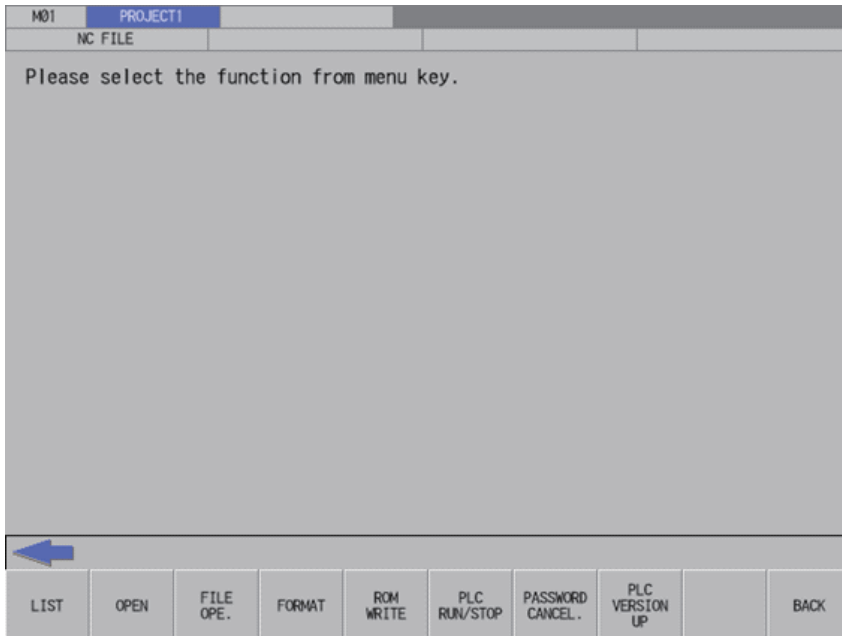 MØ1 PROJECT1
NC FILE
Please select the function from menu key.
LIST
OPEN
FILE
OPE.
FORMAT
ROM
WRITE
PLC
RUN/STOP
PASSWORD
CANCEL.
PLC
VERSION
UP
BACK